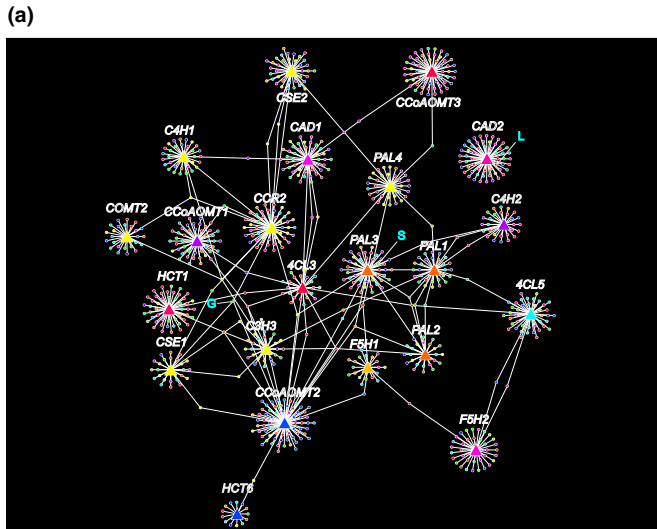 (a)
CSE2
CCoAOMT3
C4H1
CAD1
CAD2
L
PAL4
COMT2
CCoAOMT1
CCR2
C4H2
PAL3
S
PAL1
HCT1
G
4CL3
4CL5
CSE1
C3H3
F5H1
PAL2
CCoAOMT2
F5H2
HCT6